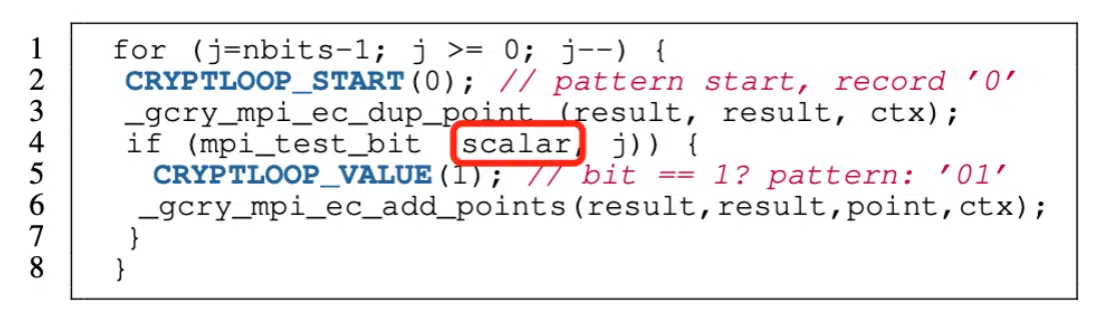 1 for (j=nbits-1; j >= 0; j--) {
2 CRYPTLOOP_START(0); // pattern start, record ’0’
3 _gcry_mpi_ec_dup_point (result, result, ctx);
4 if (mpi_test_bit scalar, j)) {
5 CRYPTLOOP_VALUE(1); // bit == 1? pattern: ’01’
6 _gcry_mpi_ec_add_points(result,result,point,ctx);
7 }
8 }